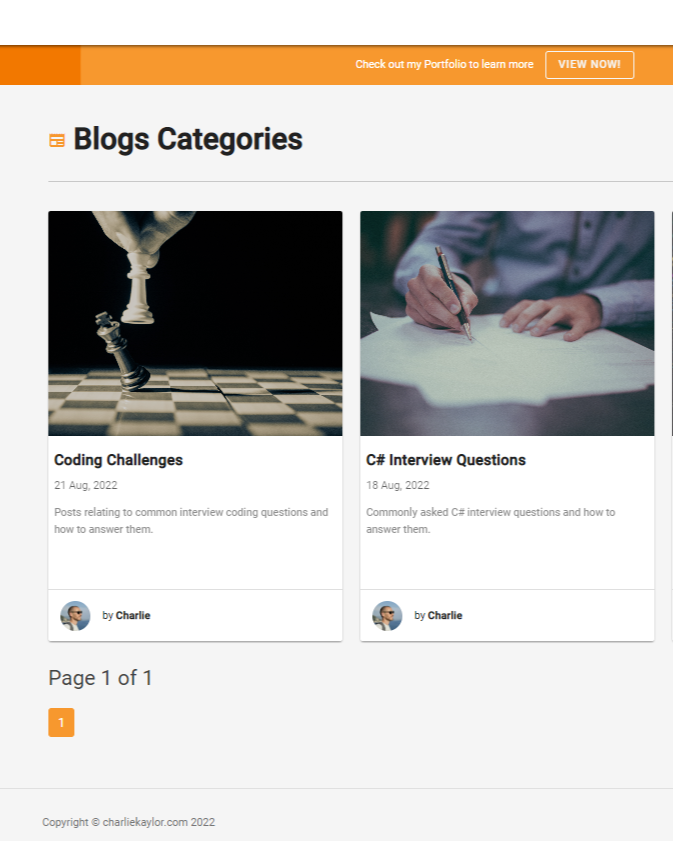 Check out my Portfolio to learn more
VIEW NOW!
Blogs Categories
Coding Challenges
21 Aug, 2022
Posts relating to common interview coding questions and
how to answer them.
by Charlie
C# Interview Questions
18 Aug, 2022
Commonly asked C# interview questions and how to
answer them.
by Charlie
Page 1 of 1
1
Copyright © charliekaylor.com 2022